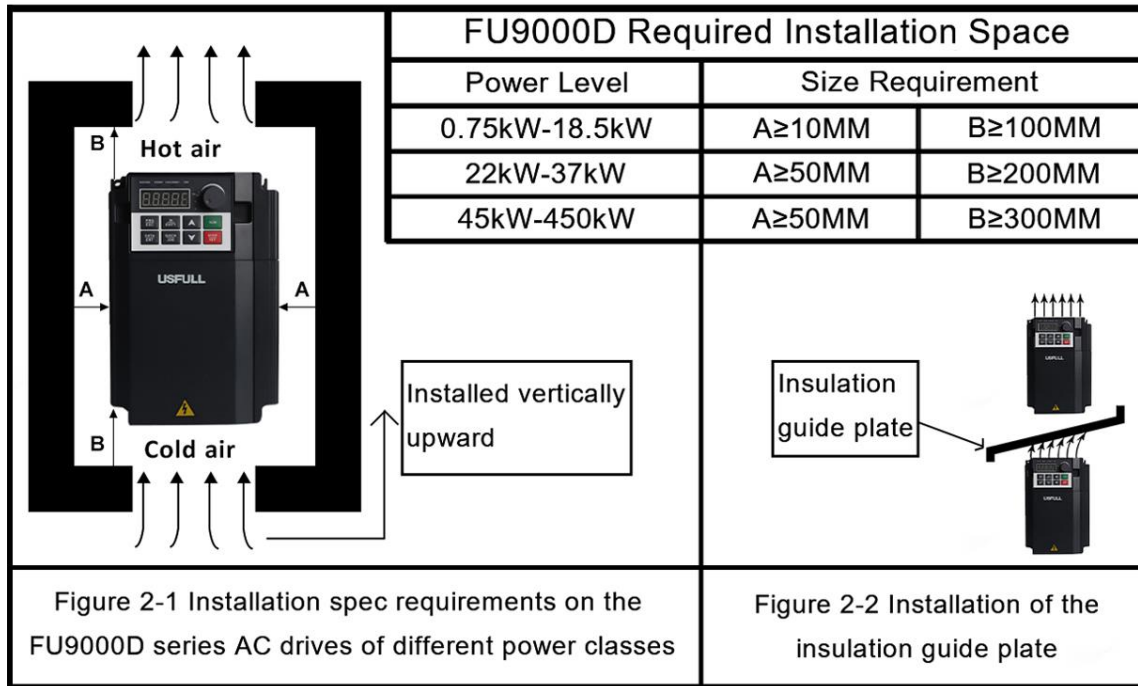 FU9000D Required Installation Space
Power Level Size Requirement
0.75kW-18.5kW A≥10MM B≥100MM
22kW-37kW A≥50MM B≥200MM
45kW-450kW A≥50MM B≥300MM
B
Hot air
USFULL
A A
B
Cold air
Installed vertically
upward
Insulation
guide plate
USFULL
USFULL
Figure 2-1 Installation spec requirements on the
FU9000D series AC drives of different power classes
Figure 2-2 Installation of the
insulation guide plate